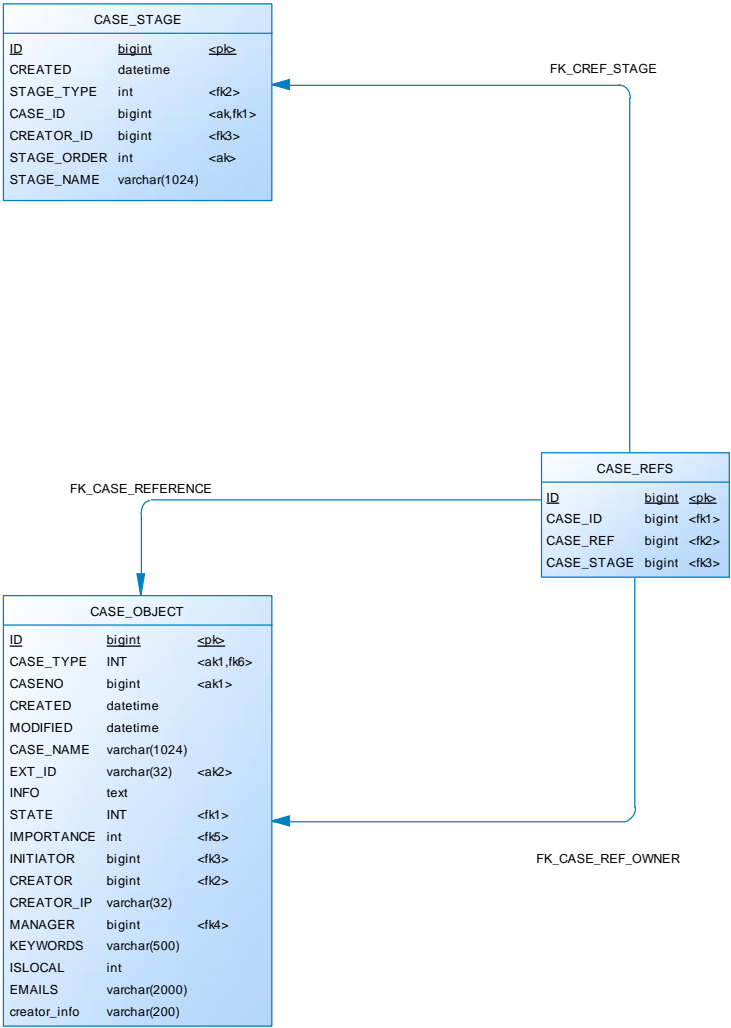 CASE_STAGE
ID bigint <pk>
CREATED datetime
STAGE_TYPE int <fk2>
CASE_ID bigint <ak,fk1>
CREATOR_ID bigint <fk3>
STAGE_ORDER int <ak>
STAGE_NAME varchar(1024)
FK_CREF_STAGE
CASE_REFS
ID bigint <pk>
CASE_ID bigint <fk1>
CASE_REF bigint <fk2>
CASE_STAGE bigint <fk3>
FK_CASE_REFERENCE
CASE_OBJECT
ID bigint <pk>
CASE_TYPE INT <ak1,fk6>
CASENO bigint <ak1>
CREATED datetime
MODIFIED datetime
CASE_NAME varchar(1024)
EXT_ID varchar(32) <ak2>
INFO text
STATE INT <fk1>
IMPORTANCE int <fk5>
INITIATOR bigint <fk3>
CREATOR bigint <fk2>
CREATOR_IP varchar(32)
MANAGER bigint <fk4>
KEYWORDS varchar(500)
ISLOCAL int
EMAILS varchar(2000)
creator_info varchar(200)
FK_CASE_REF_OWNER